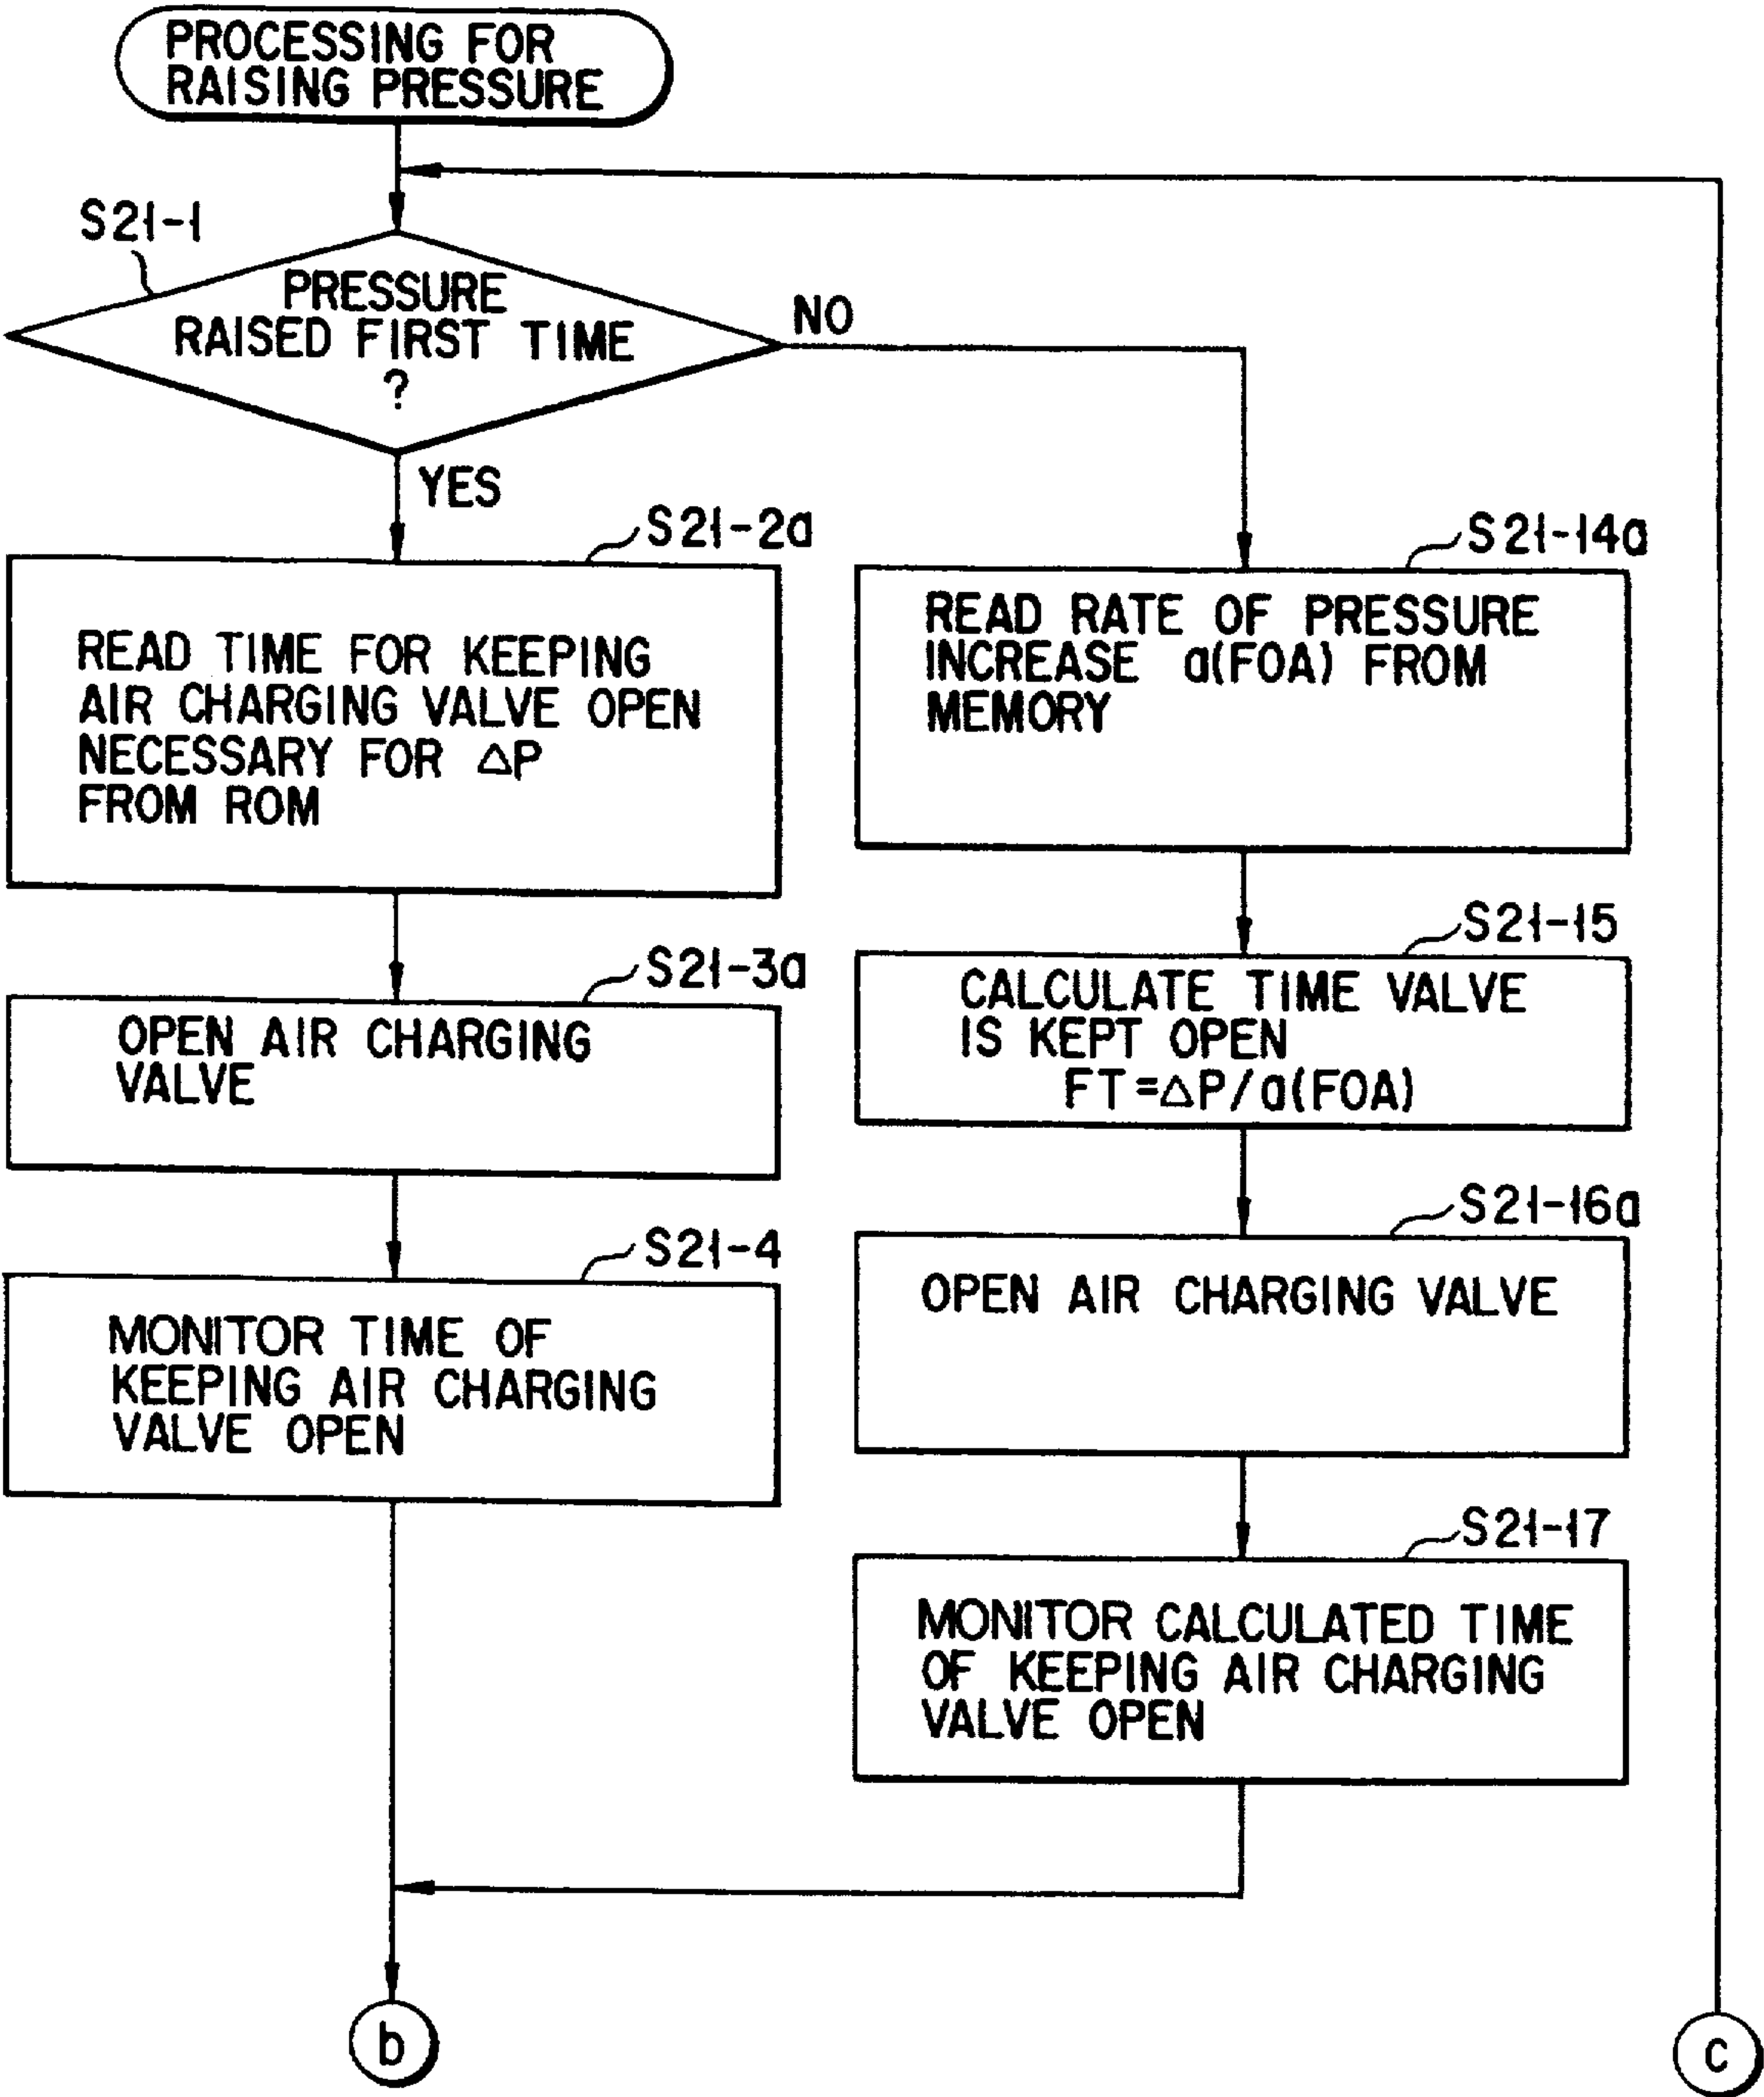 PROCESSING FOR
RAISING PRESSURE
S21-1
PRESSURE
RAISED FIRST TIME
?
NO
YES
S21-2a
READ TIME FOR KEEPING
AIR CHARGING VALVE OPEN
NECESSARY FOR △P
FROM ROM
S21-3a
OPEN AIR CHARGING
VALVE
S21-4
MONITOR TIME OF
KEEPING AIR CHARGING
VALVE OPEN
S21-14a
READ RATE OF PRESSURE
INCREASE a(FOA) FROM
MEMORY
S21-15
CALCULATE TIME VALVE
IS KEPT OPEN
FT=△P/a(FOA)
S21-16a
OPEN AIR CHARGING VALVE
S21-17
MONITOR CALCULATED TIME
OF KEEPING AIR CHARGING
VALVE OPEN
b
c